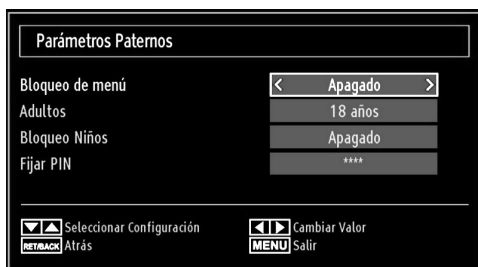 Parámetros Paternos
Bloqueo de menú < Apagado >
Adultos 18 años
Bloqueo Niños Apagado
Fijar PIN ****
Seleccionar Configuración Cambiar Valor
RET/BACK Atrás MENU Salir